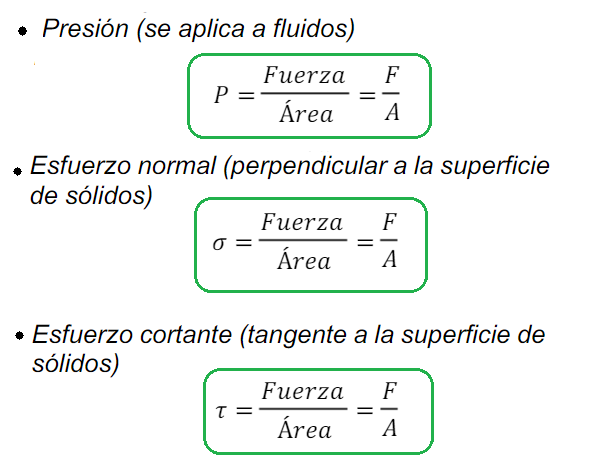 • Presión (se aplica a fluidos)
P = Fuerza/Área = F/A
• Esfuerzo normal (perpendicular a la superficie
de sólidos)
σ = Fuerza/Área = F/A
• Esfuerzo cortante (tangente a la superficie de
sólidos)
τ = Fuerza/Área = F/A